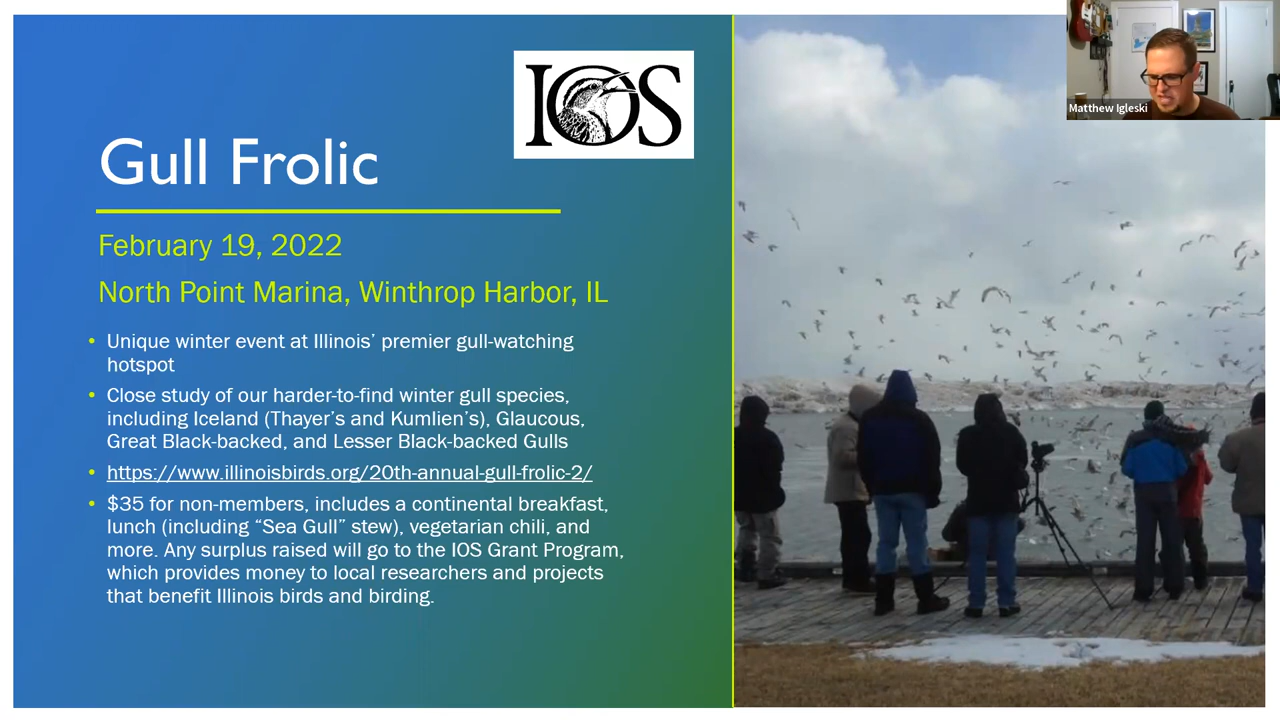 IOS
Matthew Igleski
Gull Frolic
February 19, 2022
North Point Marina, Winthrop Harbor, IL
• Unique winter event at Illinois’ premier gull-watching
hotspot
• Close study of our harder-to-find winter gull species,
including Iceland (Thayer’s and Kumlien’s), Glaucous,
Great Black-backed, and Lesser Black-backed Gulls
• https://www.illinoisbirds.org/20th-annual-gull-frolic-2/
• $35 for non-members, includes a continental breakfast,
lunch (including “Sea Gull” stew), vegetarian chili, and
more. Any surplus raised will go to the IOS Grant Program,
which provides money to local researchers and projects
that benefit Illinois birds and birding.